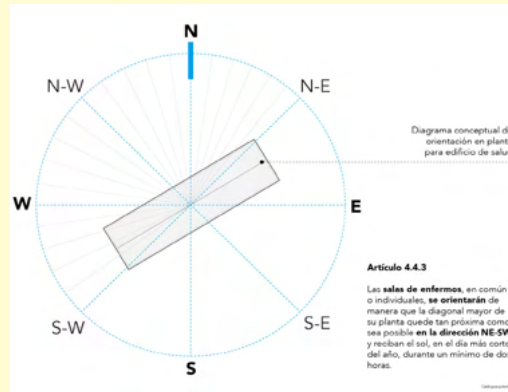 N
N-W
N-E
Diagrama conceptual d
orientación en plant
para edificio de salu
W
E
Artículo 4.4.3
Las salas de enfermos, en común
o individuales, se orientarán de
manera que la diagonal mayor de
su planta quede tan próxima como
sea posible en la dirección NE-SW
y reciban el sol, en el día más corto
del año, durante un mínimo de dos
horas.
S-W
S-E
S